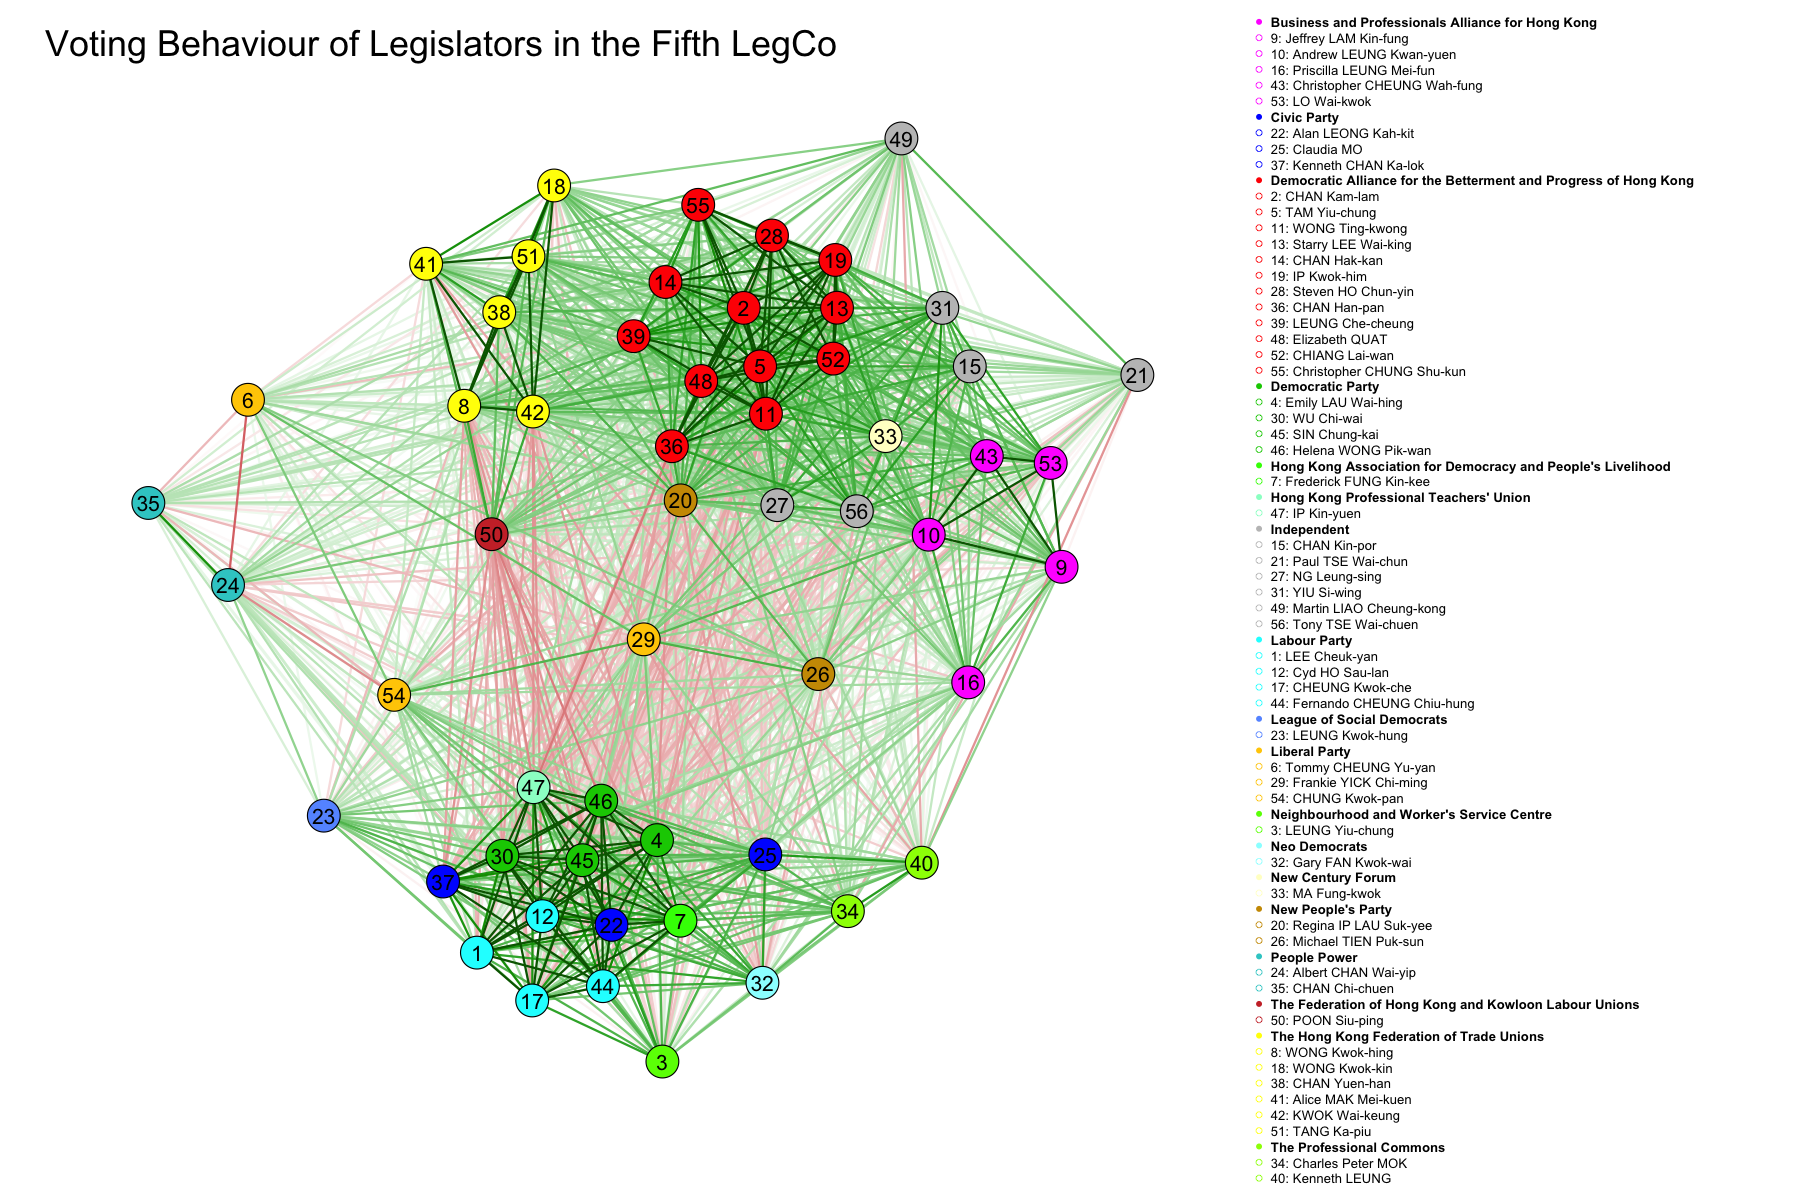 Voting Behaviour of Legislators in the Fifth LegCo
49
18
55
28
51
41
19
14
2
13
31
38
39
52
5
15
21
48
6
8
42
11
33
36
43
53
35
20
27
56
50
10
9
24
29
26
16
54
47
46
23
4
25
30
45
40
37
34
12
7
22
1
32
44
17
3
Business and Professionals Alliance for Hong Kong
9: Jeffrey LAM Kin-fung
10: Andrew LEUNG Kwan-yuen
16: Priscilla LEUNG Mei-fun
43: Christopher CHEUNG Wah-fung
53: LO Wai-kwok
Civic Party
22: Alan LEONG Kah-kit
25: Claudia MO
37: Kenneth CHAN Ka-lok
Democratic Alliance for the Betterment and Progress of Hong Kong
2: CHAN Kam-lam
5: TAM Yiu-chung
11: WONG Ting-kwong
13: Starry LEE Wai-king
14: CHAN Hak-kan
19: IP Kwok-him
28: Steven HO Chun-yin
36: CHAN Han-pan
39: LEUNG Che-cheung
48: Elizabeth QUAT
52: CHIANG Lai-wan
55: Christopher CHUNG Shu-kun
Democratic Party
4: Emily LAU Wai-hing
30: WU Chi-wai
45: SIN Chung-kai
46: Helena WONG Pik-wan
Hong Kong Association for Democracy and People's Livelihood
7: Frederick FUNG Kin-kee
Hong Kong Professional Teachers' Union
47: IP Kin-yuen
Independent
15: CHAN Kin-por
21: Paul TSE Wai-chun
27: NG Leung-sing
31: YIU Si-wing
49: Martin LIAO Cheung-kong
56: Tony TSE Wai-chuen
Labour Party
1: LEE Cheuk-yan
12: Cyd HO Sau-lan
17: CHEUNG Kwok-che
44: Fernando CHEUNG Chiu-hung
League of Social Democrats
23: LEUNG Kwok-hung
Liberal Party
6: Tommy CHEUNG Yu-yan
29: Frankie YICK Chi-ming
54: CHUNG Kwok-pan
Neighbourhood and Worker's Service Centre
3: LEUNG Yiu-chung
Neo Democrats
32: Gary FAN Kwok-wai
New Century Forum
33: MA Fung-kwok
New People's Party
20: Regina IP LAU Suk-yee
26: Michael TIEN Puk-sun
People Power
24: Albert CHAN Wai-yip
35: CHAN Chi-chuen
The Federation of Hong Kong and Kowloon Labour Unions
50: POON Siu-ping
The Hong Kong Federation of Trade Unions
8: WONG Kwok-hing
18: WONG Kwok-kin
38: CHAN Yuen-han
41: Alice MAK Mei-kuen
42: KWOK Wai-keung
51: TANG Ka-piu
The Professional Commons
34: Charles Peter MOK
40: Kenneth LEUNG